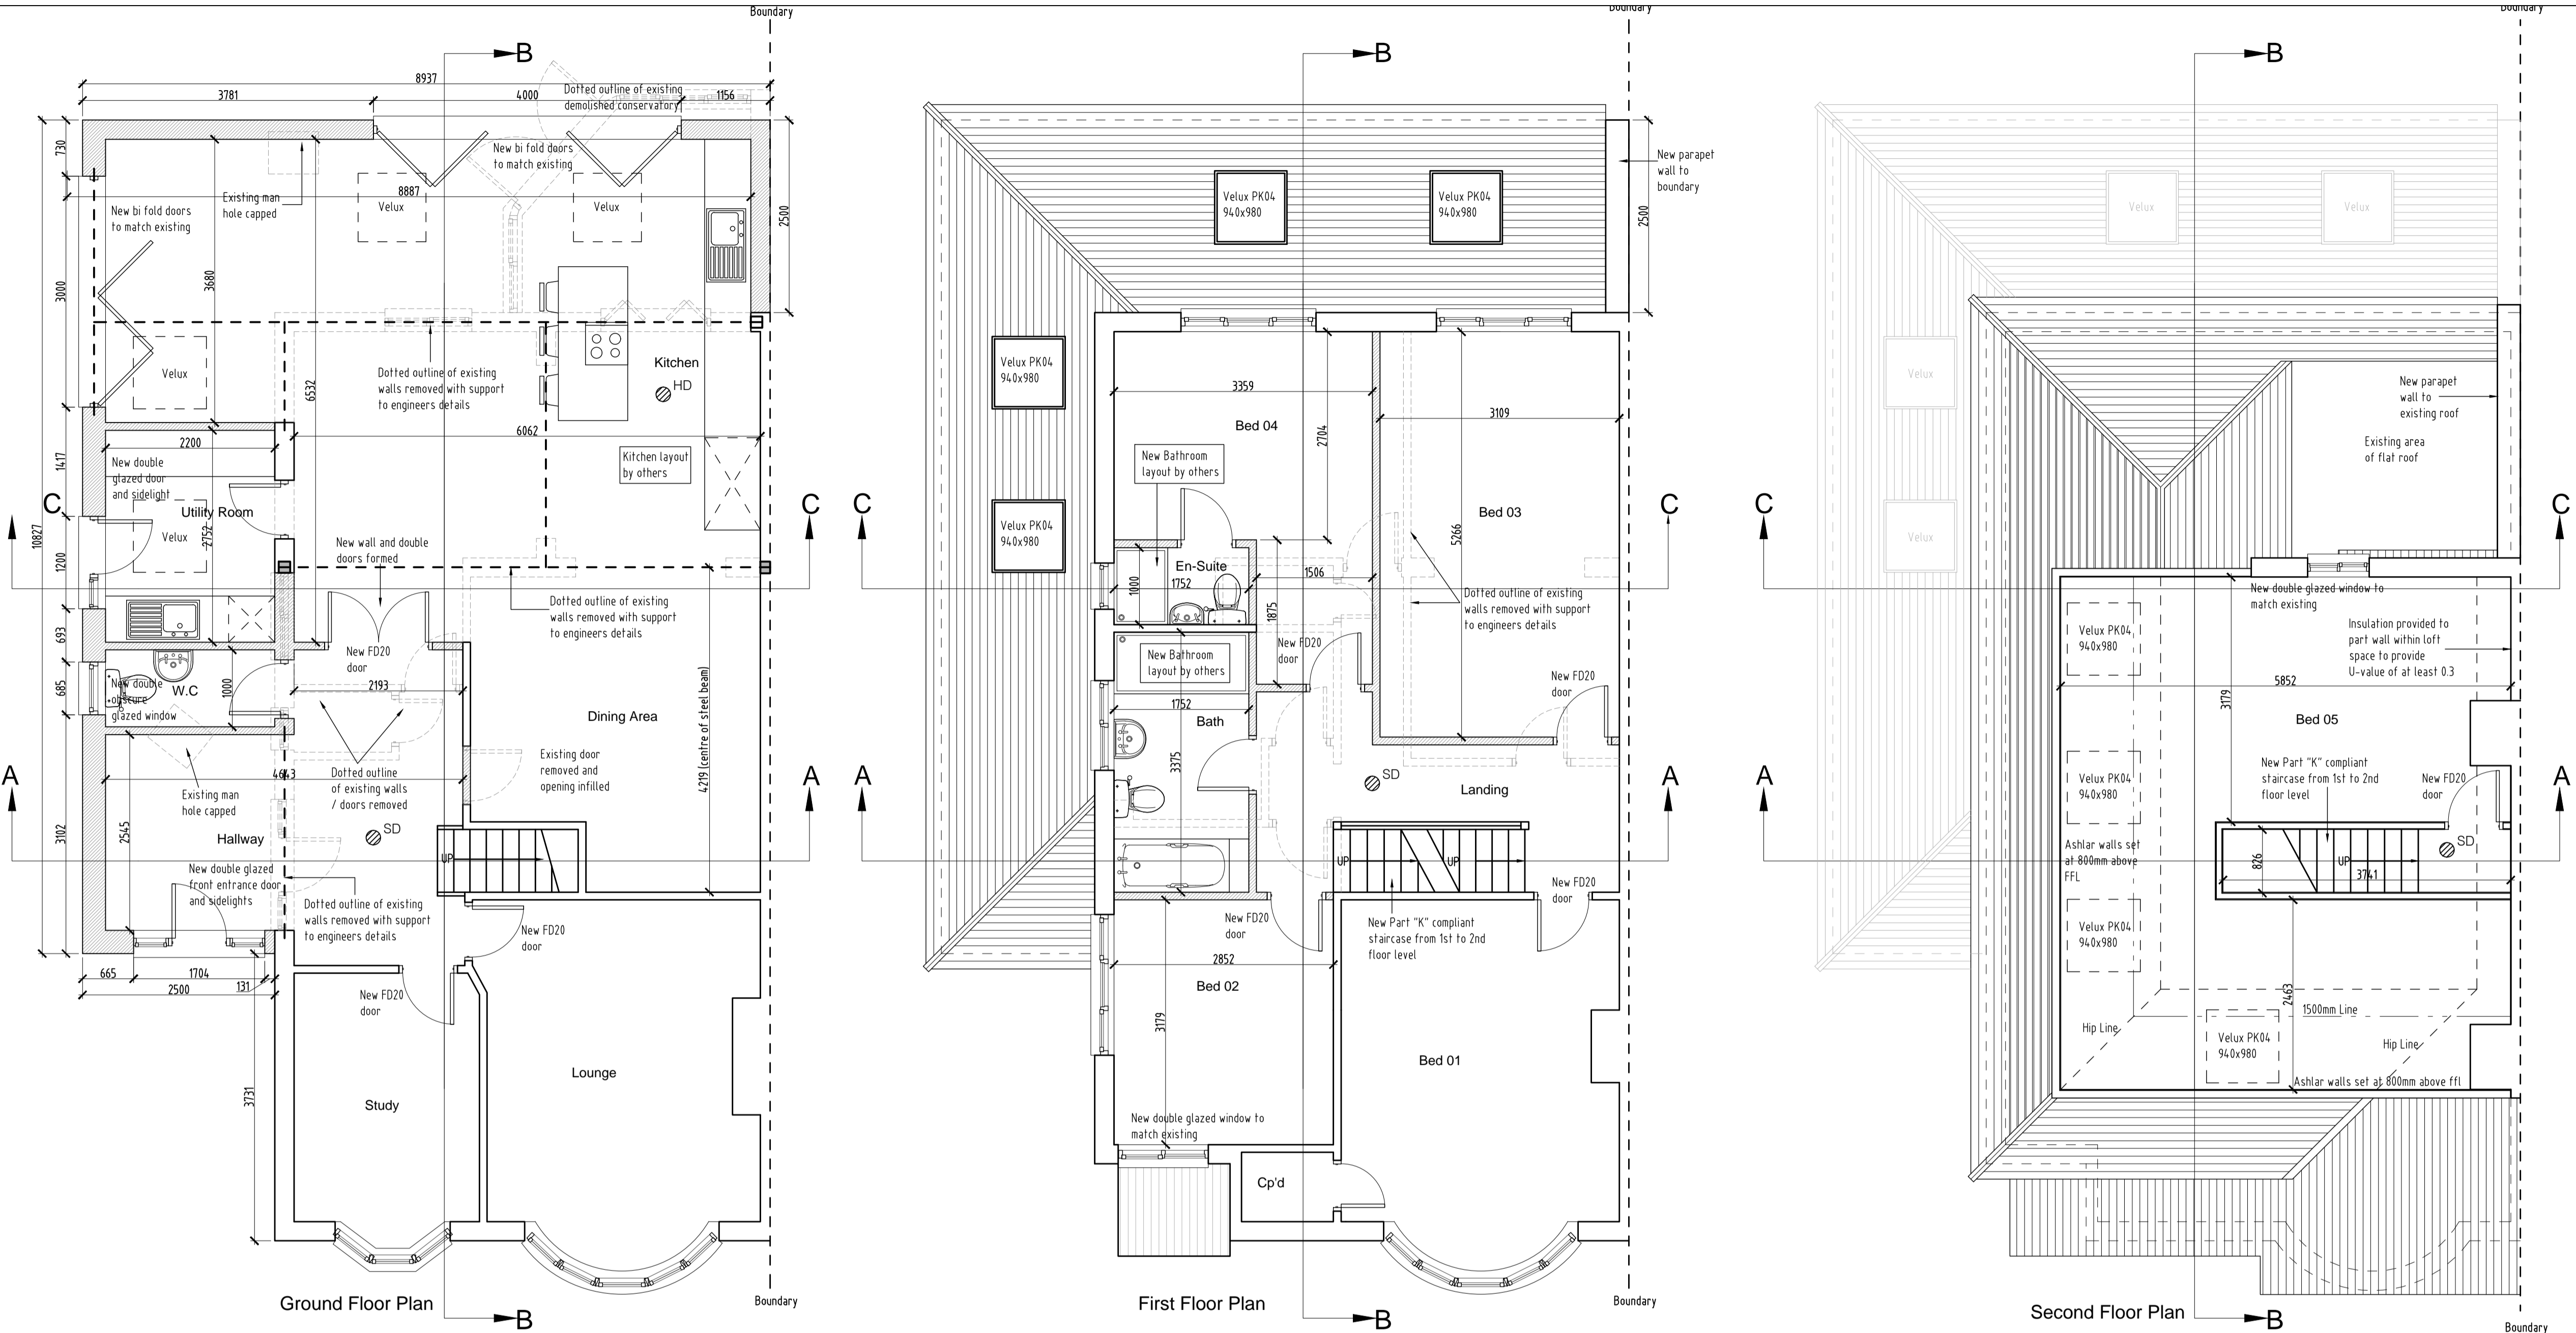 Boundary
B
8937
3781
4000
1156
Dotted outline of existing
demolished conservatory
730
New bi fold doors
to match existing
Existing man
hole capped
8887
Velux
Velux
New bi fold doors
to match existing
2500
3000
3680
6532
Velux
Dotted outline of existing
walls removed with support
to engineers details
Kitchen
HD
2200
6062
1417
New double
glazed door
and sidelight
Kitchen layout
by others
C
C
Utility Room
Velux
2752
10827
1200
New wall and double
doors formed
Dotted outline of existing
walls removed with support
to engineers details
693
New FD20
door
685
W.C
New double
obscure
glazed window
1000
2193
Dining Area
4219 (centre of steel beam)
Existing door
removed and
opening infilled
A
A
4643
Dotted outline
of existing walls
/ doors removed
Existing man
hole capped
SD
3102
2545
Hallway
UP
New double glazed
front entrance door
and sidelights
Dotted outline of existing
walls removed with support
to engineers details
New FD20
door
665
1704
131
2500
New FD20
door
3731
Lounge
Study
Ground Floor Plan
Boundary
B
Boundary
B
New parapet
wall to
boundary
Velux PK04
940x980
Velux PK04
940x980
2500
Velux PK04
940x980
3359
3109
Bed 04
2704
New Bathroom
layout by others
C
C
Velux PK04
940x980
Bed 03
5266
En-Suite
1506
1000
1752
1875
Dotted outline of existing
walls removed with support
to engineers details
New FD20
door
New Bathroom
layout by others
New FD20
door
1752
Bath
3375
A
A
SD
Landing
UP
UP
New FD20
door
New FD20
door
New Part "K" compliant
staircase from 1st to 2nd
floor level
2852
Bed 02
3179
Bed 01
New double glazed window to
match existing
Cp'd
First Floor Plan
Boundary
B
Boundary
B
Velux
Velux
Velux
New parapet
wall to
existing roof
Existing area
of flat roof
C
C
Velux
New double glazed window to
match existing
Velux PK04
940x980
Insulation provided to
part wall within loft
space to provide
U-value of at least 0.3
5852
3179
Bed 05
A
A
Velux PK04
940x980
New Part "K" compliant
staircase from 1st to 2nd
floor level
New FD20
door
Ashlar walls set
at 800mm above
FFL
SD
826
UP
3741
Velux PK04
940x980
2463
1500mm Line
Hip Line
Velux PK04
940x980
Hip Line
Ashlar walls set at 800mm above ffl
Second Floor Plan
B
Boundary